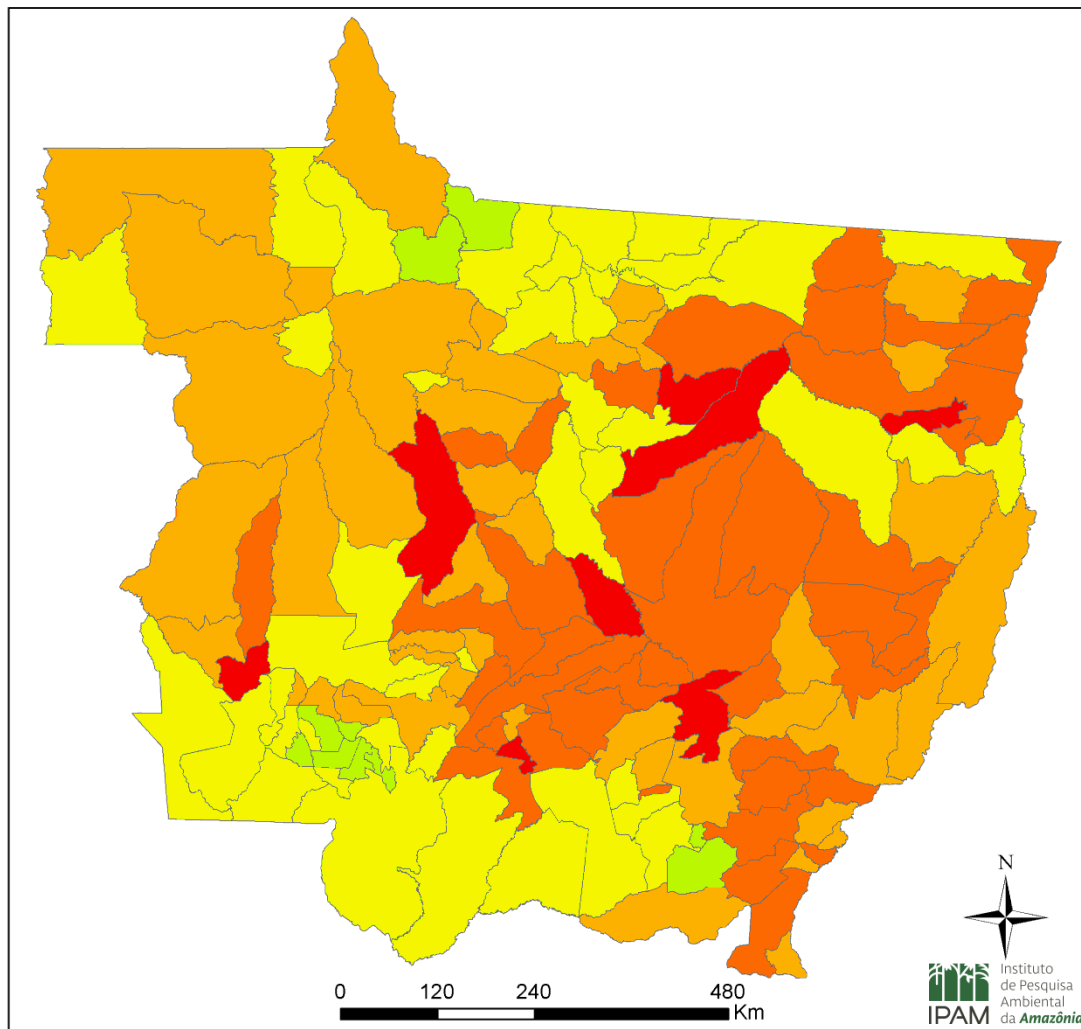 N
0 120 240 480
Km
IPAM
Instituto
de Pesquisa
Ambiental
da Amazônia